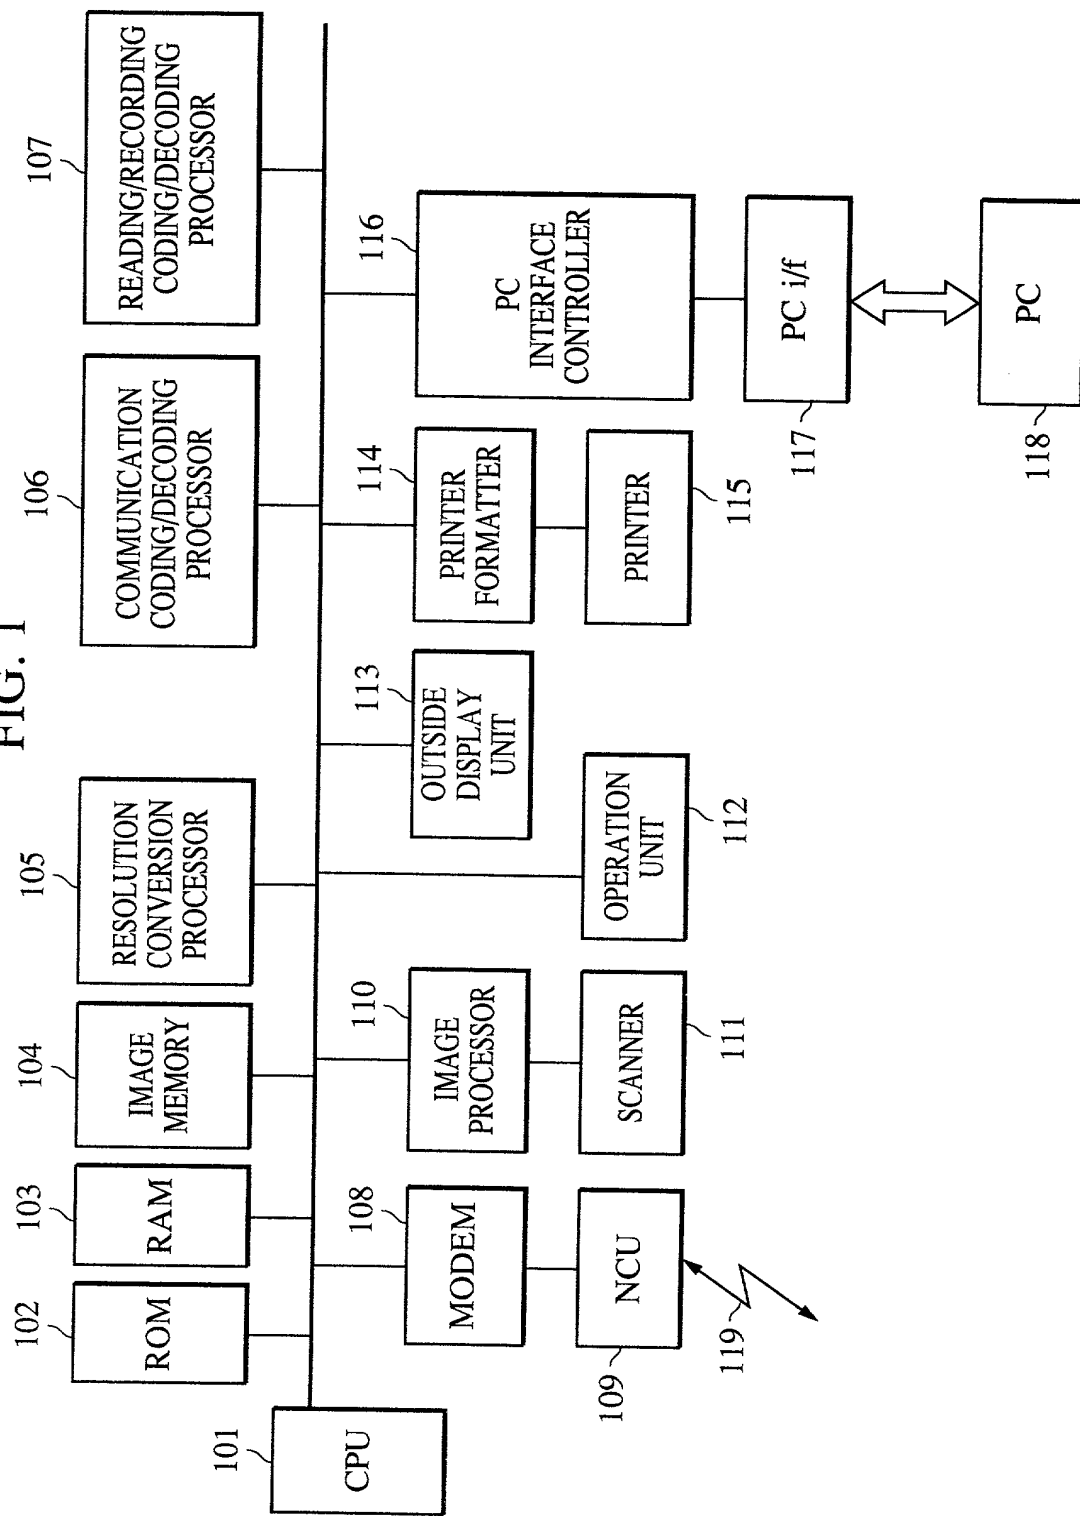 FIG. 1
101
CPU
102
ROM
103
RAM
104
IMAGE
MEMORY
105
RESOLUTION
CONVERSION
PROCESSOR
106
COMMUNICATION
CODING/DECODING
PROCESSOR
107
READING/RECORDING
CODING/DECODING
PROCESSOR
108
MODEM
109
NCU
119
110
IMAGE
PROCESSOR
111
SCANNER
112
OPERATION
UNIT
113
OUTSIDE
DISPLAY
UNIT
114
PRINTER
FORMATTER
115
PRINTER
116
PC
INTERFACE
CONTROLLER
117
PC i/f
118
PC